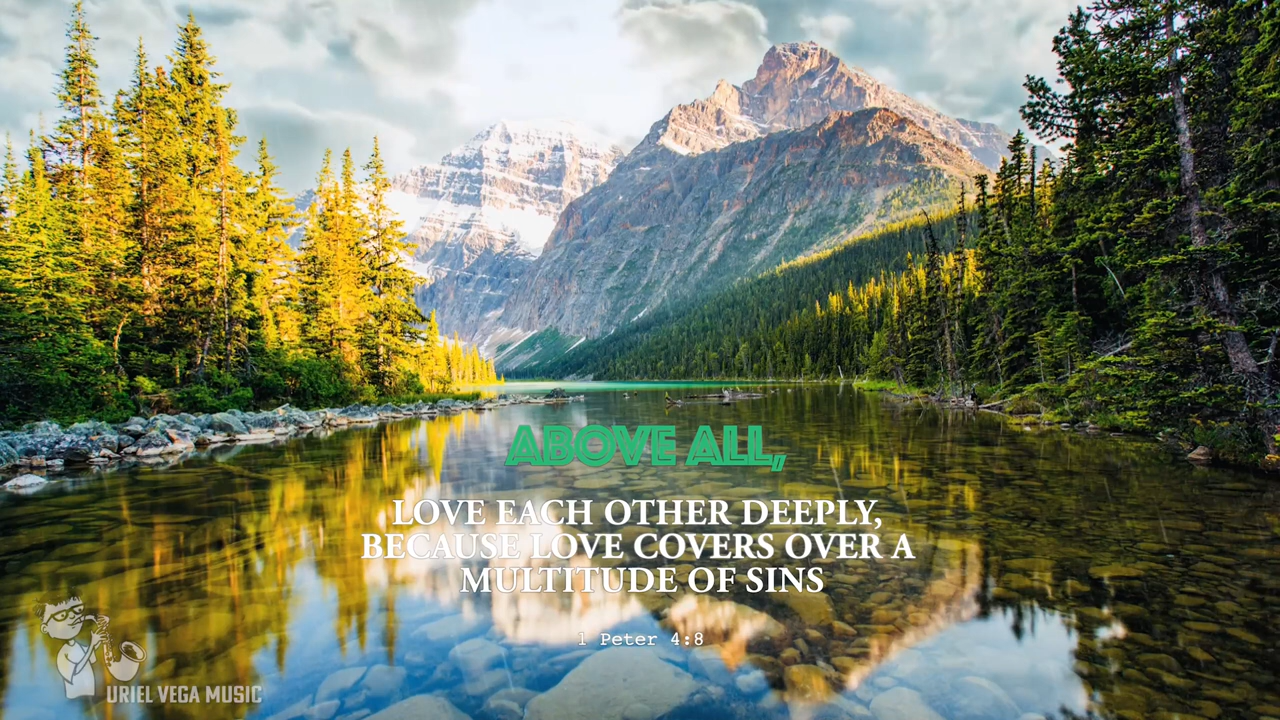 ABOVE ALL,
LOVE EACH OTHER DEEPLY,
BECAUSE LOVE COVERS OVER A
MULTITUDE OF SINS
1 Peter 4:8
URIEL VEGA MUSIC